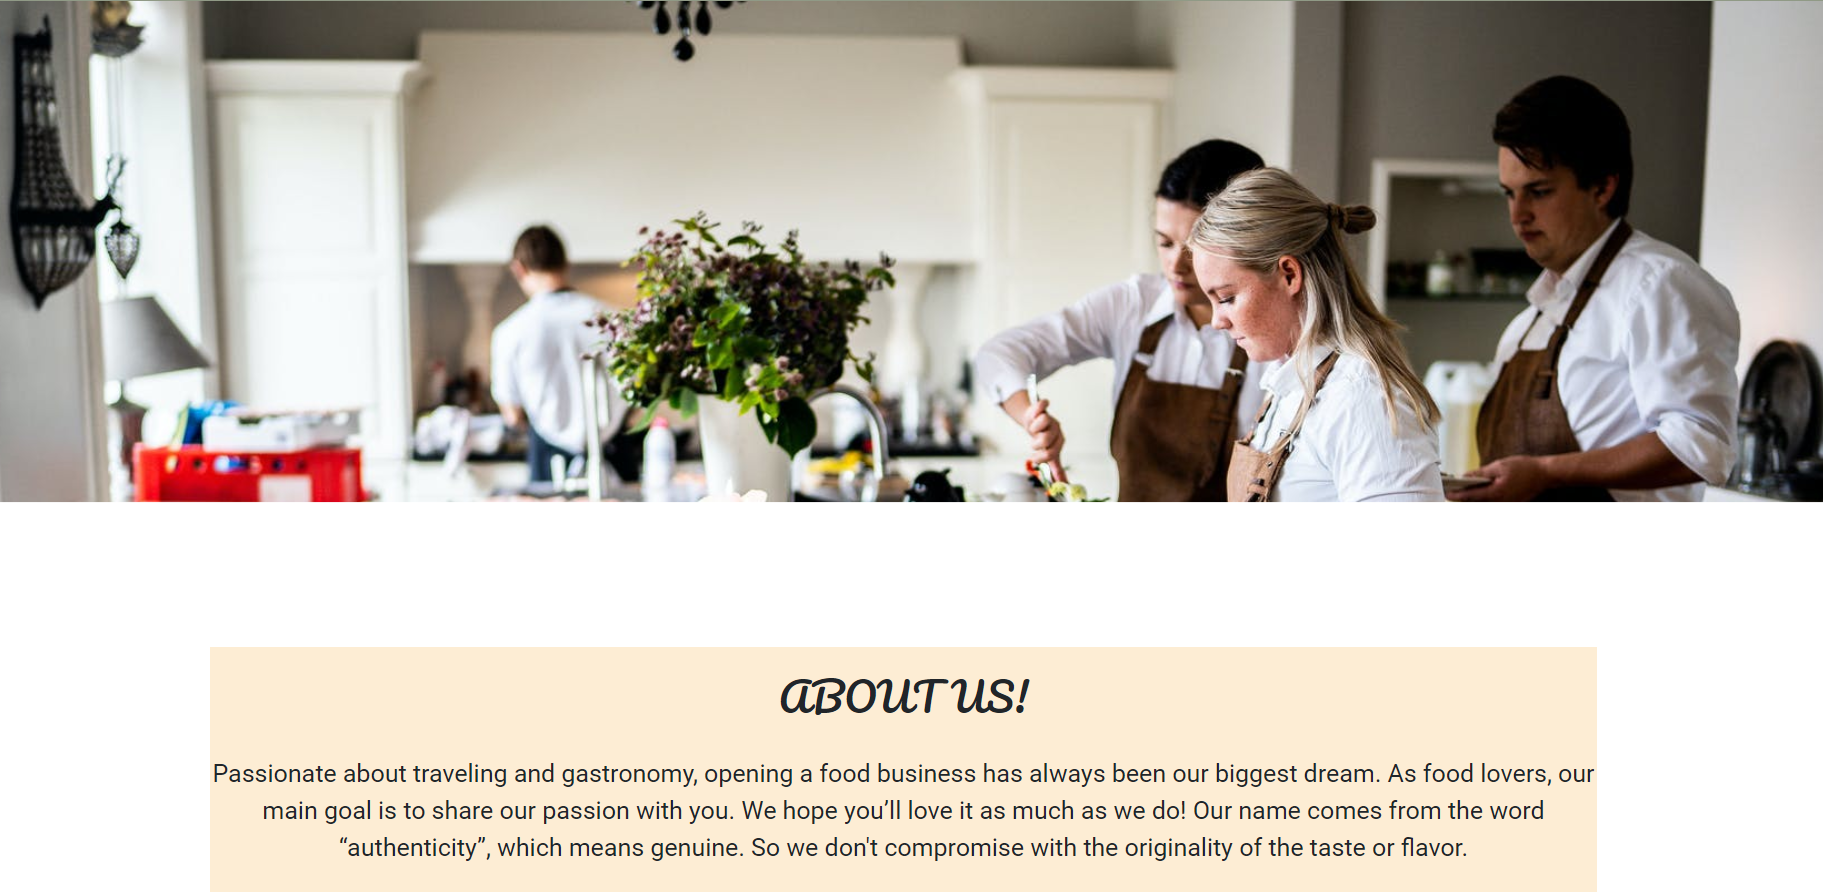 ABOUT US!
Passionate about traveling and gastronomy, opening a food business has always been our biggest dream. As food lovers, our
main goal is to share our passion with you. We hope you’ll love it as much as we do! Our name comes from the word
“authenticity”, which means genuine. So we don't compromise with the originality of the taste or flavor.